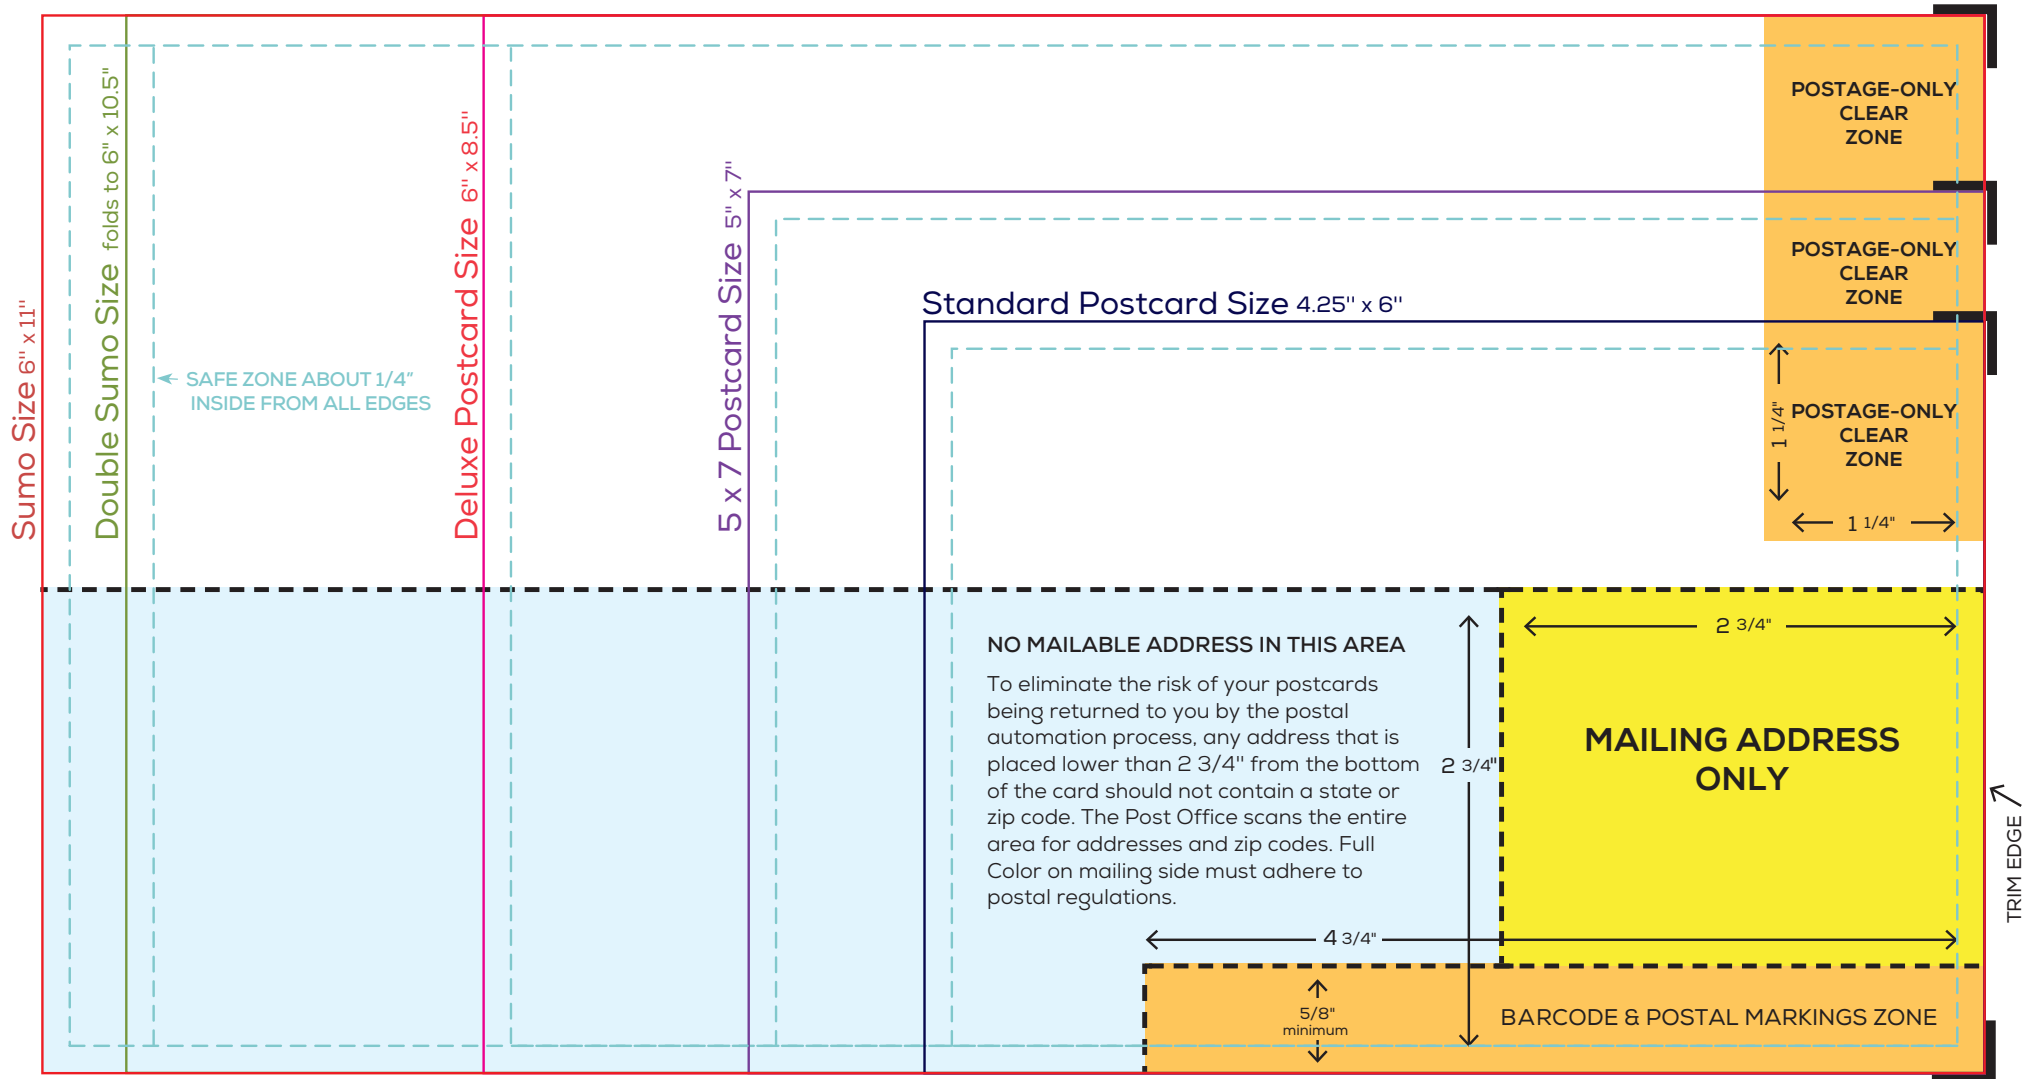 Sumo Size 6" x 11"
Double Sumo Size folds to 6" x 10.5"
SAFE ZONE ABOUT 1/4”
INSIDE FROM ALL EDGES
Deluxe Postcard Size 6" x 8.5"
5 x 7 Postcard Size 5" x 7"
Standard Postcard Size 4.25" x 6"
POSTAGE-ONLY
CLEAR
ZONE
POSTAGE-ONLY
CLEAR
ZONE
POSTAGE-ONLY
CLEAR
ZONE
1 1/4"
1 1/4"
NO MAILABLE ADDRESS IN THIS AREA
To eliminate the risk of your postcards
being returned to you by the postal
automation process, any address that is
placed lower than 2 3/4" from the bottom
of the card should not contain a state or
zip code. The Post Office scans the entire
area for addresses and zip codes. Full
Color on mailing side must adhere to
postal regulations.
2 3/4"
2 3/4"
MAILING ADDRESS
ONLY
4 3/4"
5/8"
minimum
BARCODE & POSTAL MARKINGS ZONE
TRIM EDGE